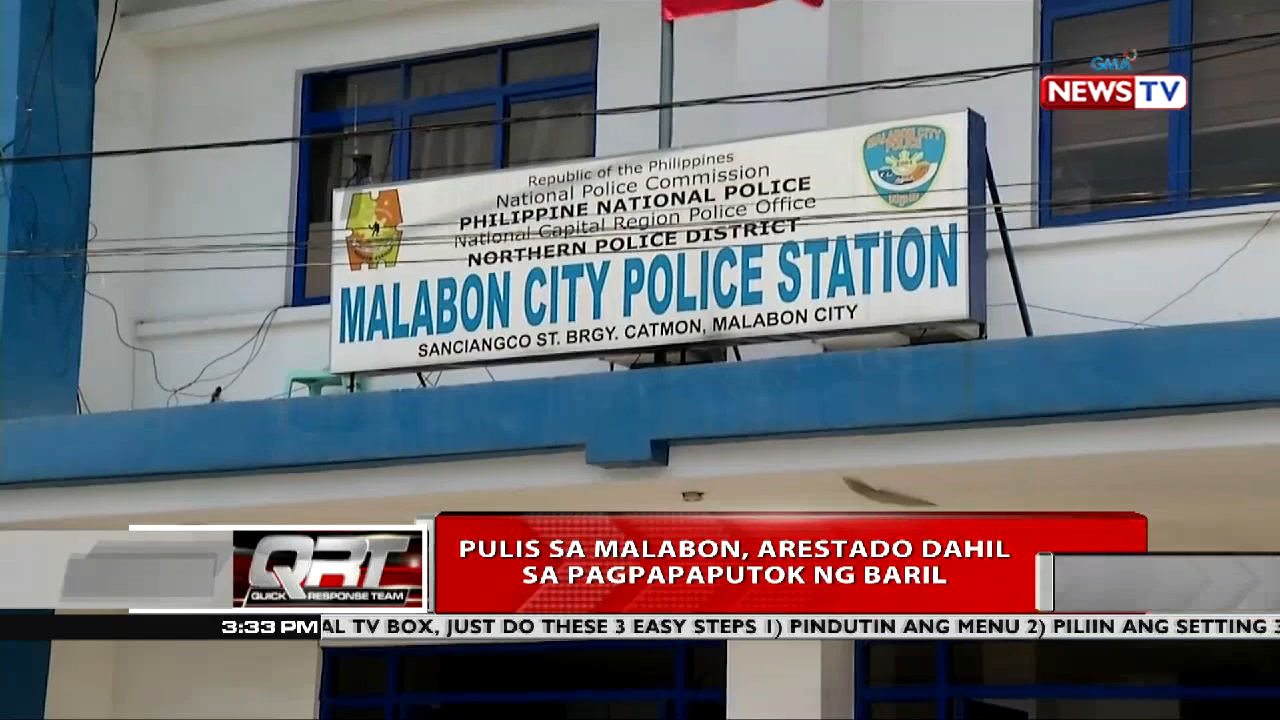 GMA
NEWS TV
Republic of the Philippines
National Police Commission
PHILIPPINE NATIONAL POLICE
National Capital Region Police Office
NORTHERN POLICE DISTRICT
MALABON CITY POLICE STATION
SANCIANGCO ST. BRGY. CATMON, MALABON CITY
MALABON CITY
POLICE
QRT
QUICK RESPONSE TEAM
PULIS SA MALABON, ARESTADO DAHIL
SA PAGPAPAPUTOK NG BARIL
3:33 PM
AL TV BOX, JUST DO THESE 3 EASY STEPS 1) PINDUTIN ANG MENU 2) PILIIN ANG SETTING 3